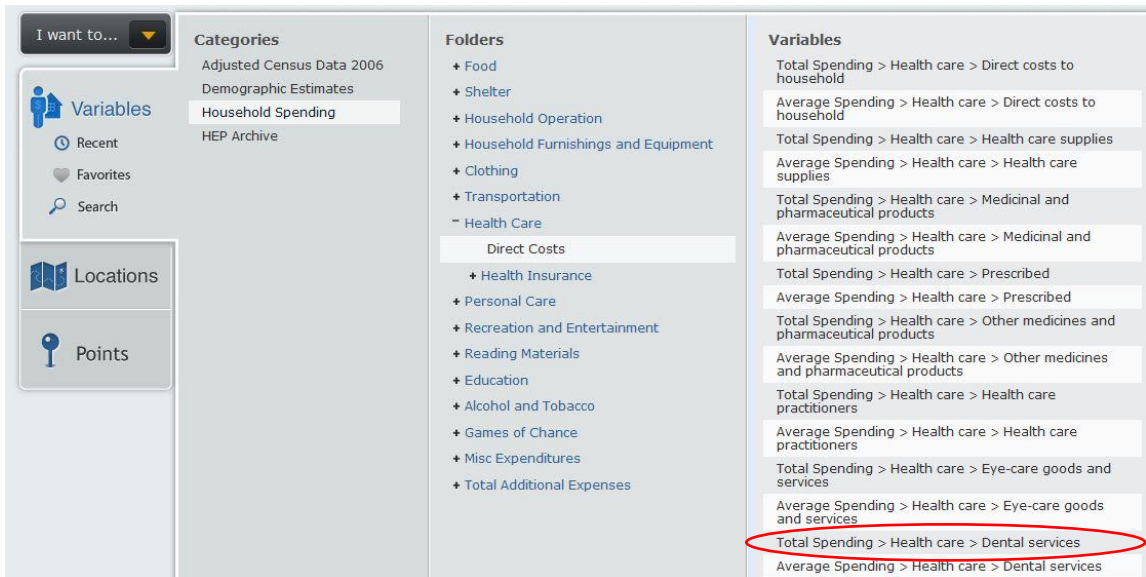 I want to...
Variables
Recent
Favorites
Search
Locations
Points
Categories
Adjusted Census Data 2006
Demographic Estimates
Household Spending
HEP Archive
Folders
+ Food
+ Shelter
+ Household Operation
+ Household Furnishings and Equipment
+ Clothing
+ Transportation
- Health Care
Direct Costs
+ Health Insurance
+ Personal Care
+ Recreation and Entertainment
+ Reading Materials
+ Education
+ Alcohol and Tobacco
+ Games of Chance
+ Misc Expenditures
+ Total Additional Expenses
Variables
Total Spending > Health care > Direct costs to
household
Average Spending > Health care > Direct costs to
household
Total Spending > Health care > Health care supplies
Average Spending > Health care > Health care
supplies
Total Spending > Health care > Medicinal and
pharmaceutical products
Average Spending > Health care > Medicinal and
pharmaceutical products
Total Spending > Health care > Prescribed
Average Spending > Health care > Prescribed
Total Spending > Health care > Other medicines and
pharmaceutical products
Average Spending > Health care > Other medicines
and pharmaceutical products
Total Spending > Health care > Health care
practitioners
Average Spending > Health care > Health care
practitioners
Total Spending > Health care > Eye-care goods and
services
Average Spending > Health care > Eye-care goods
and services
Total Spending > Health care > Dental services
Average Spending > Health care > Dental services